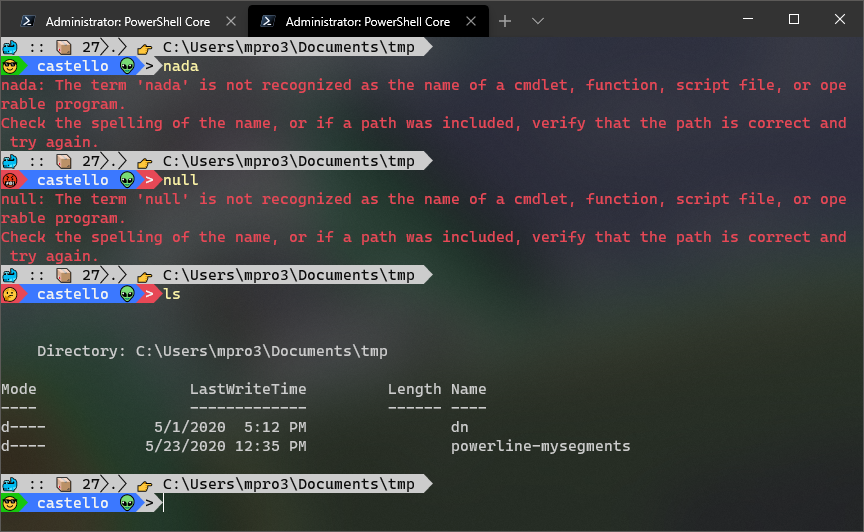 Administrator: PowerShell Core
Administrator: PowerShell Core
:: 27〉.〉 C:\Users\mpro3\Documents\tmp
castello >nada
nada: The term 'nada' is not recognized as the name of a cmdlet, function, script file, or ope
rable program.
Check the spelling of the name, or if a path was included, verify that the path is correct and
try again.
:: 27〉.〉 C:\Users\mpro3\Documents\tmp
castello >null
null: The term 'null' is not recognized as the name of a cmdlet, function, script file, or ope
rable program.
Check the spelling of the name, or if a path was included, verify that the path is correct and
try again.
:: 27〉.〉 C:\Users\mpro3\Documents\tmp
castello >ls
Directory: C:\Users\mpro3\Documents\tmp
Mode LastWriteTime Length Name
---- ------------- ------ ----
d---- 5/1/2020 5:12 PM dn
d---- 5/23/2020 12:35 PM powerline-mysegments
:: 27〉.〉 C:\Users\mpro3\Documents\tmp
castello >